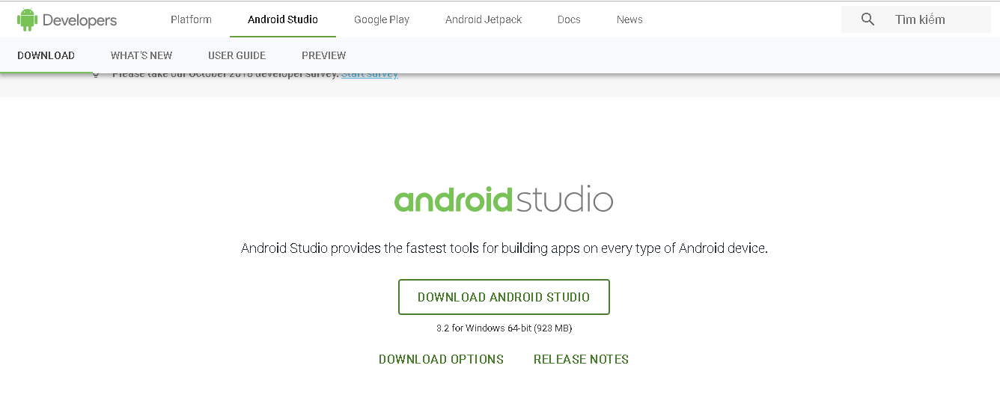 Developers Platform Android Studio Google Play Android Jetpack Docs News Tìm kiếm
DOWNLOAD WHAT'S NEW USER GUIDE PREVIEW
Please take our October 2018 developer survey. Start survey
android studio
Android Studio provides the fastest tools for building apps on every type of Android device.
DOWNLOAD ANDROID STUDIO
3.2 for Windows 64-bit (923 MB)
DOWNLOAD OPTIONS RELEASE NOTES